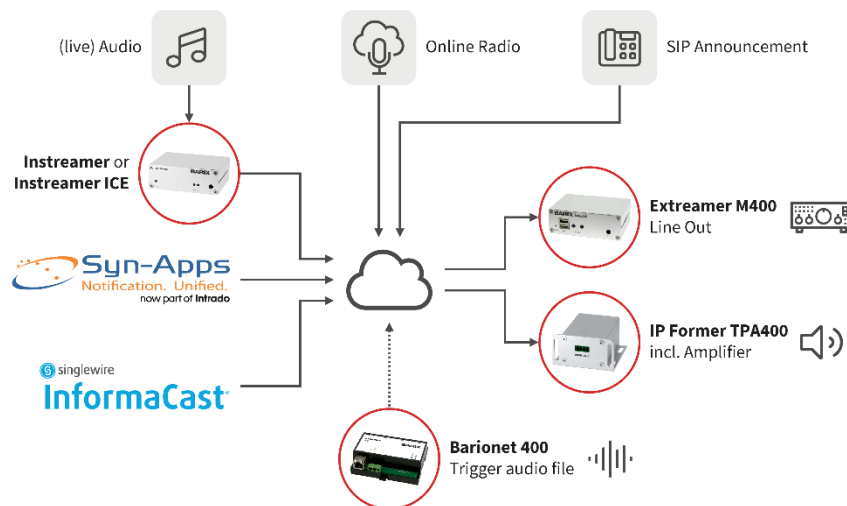 (live) Audio
Online Radio
SIP Announcement
Instreamer or
Instreamer ICE
BARIX
Syn-Apps
Notification. Unified.
now part of Intrado
singlewire
InformaCast
Extreamer M400
Line Out
IP Former TPA400
incl. Amplifier
Barionet 400
Trigger audio file